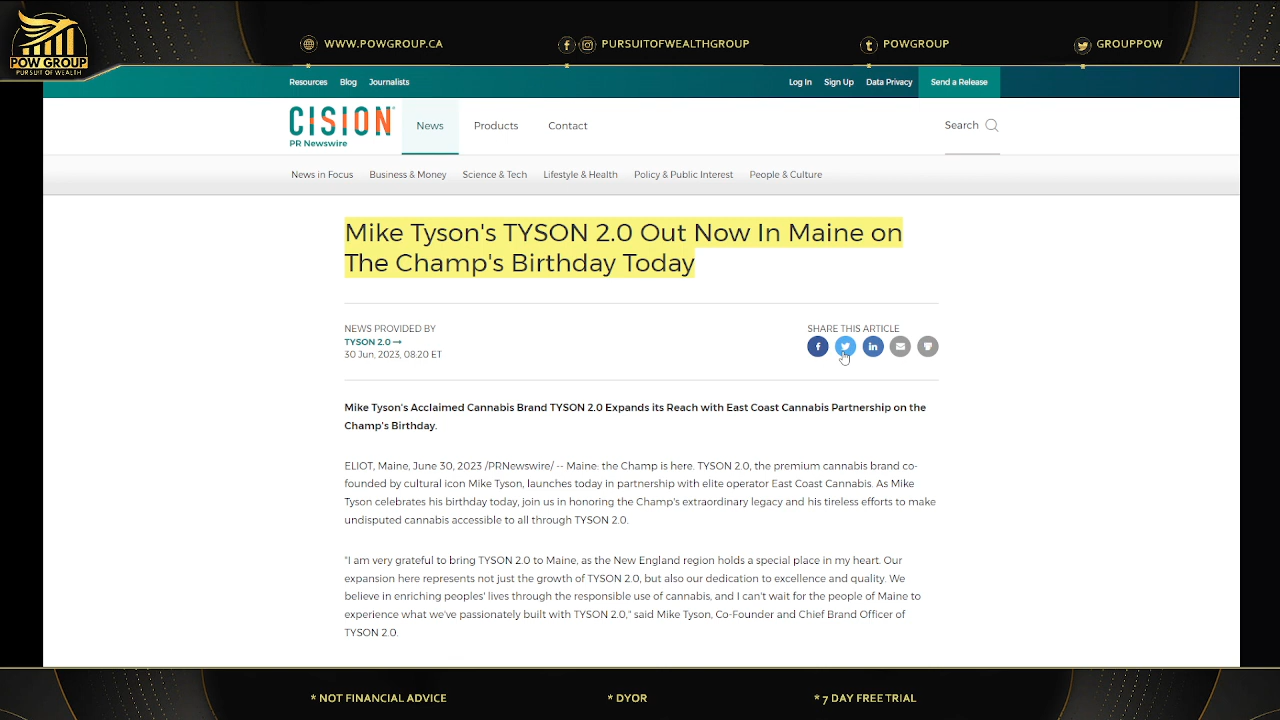 POW GROUP
PURSUIT OF WEALTH
WWW.POWGROUP.CA
PURSUITOFWEALTHGROUP
POWGROUP
GROUPPOW
Resources Blog Journalists
Log In Sign Up Data Privacy Send a Release
CISION®
PR Newswire
News Products Contact
Search
News in Focus Business & Money Science & Tech Lifestyle & Health Policy & Public Interest People & Culture
Mike Tyson's TYSON 2.0 Out Now In Maine on
The Champ's Birthday Today
NEWS PROVIDED BY
TYSON 2.0 →
30 Jun, 2023, 08:20 ET
SHARE THIS ARTICLE
Mike Tyson's Acclaimed Cannabis Brand TYSON 2.0 Expands its Reach with East Coast Cannabis Partnership on the
Champ's Birthday.
ELIOT, Maine, June 30, 2023 /PRNewswire/ -- Maine: the Champ is here. TYSON 2.0, the premium cannabis brand co-
founded by cultural icon Mike Tyson, launches today in partnership with elite operator East Coast Cannabis. As Mike
Tyson celebrates his birthday today, join us in honoring the Champ's extraordinary legacy and his tireless efforts to make
undisputed cannabis accessible to all through TYSON 2.0.
"I am very grateful to bring TYSON 2.0 to Maine, as the New England region holds a special place in my heart. Our
expansion here represents not just the growth of TYSON 2.0, but also our dedication to excellence and quality. We
believe in enriching peoples' lives through the responsible use of cannabis, and I can't wait for the people of Maine to
experience what we've passionately built with TYSON 2.0," said Mike Tyson, Co-Founder and Chief Brand Officer of
TYSON 2.0.
* NOT FINANCIAL ADVICE
* DYOR
* 7 DAY FREE TRIAL